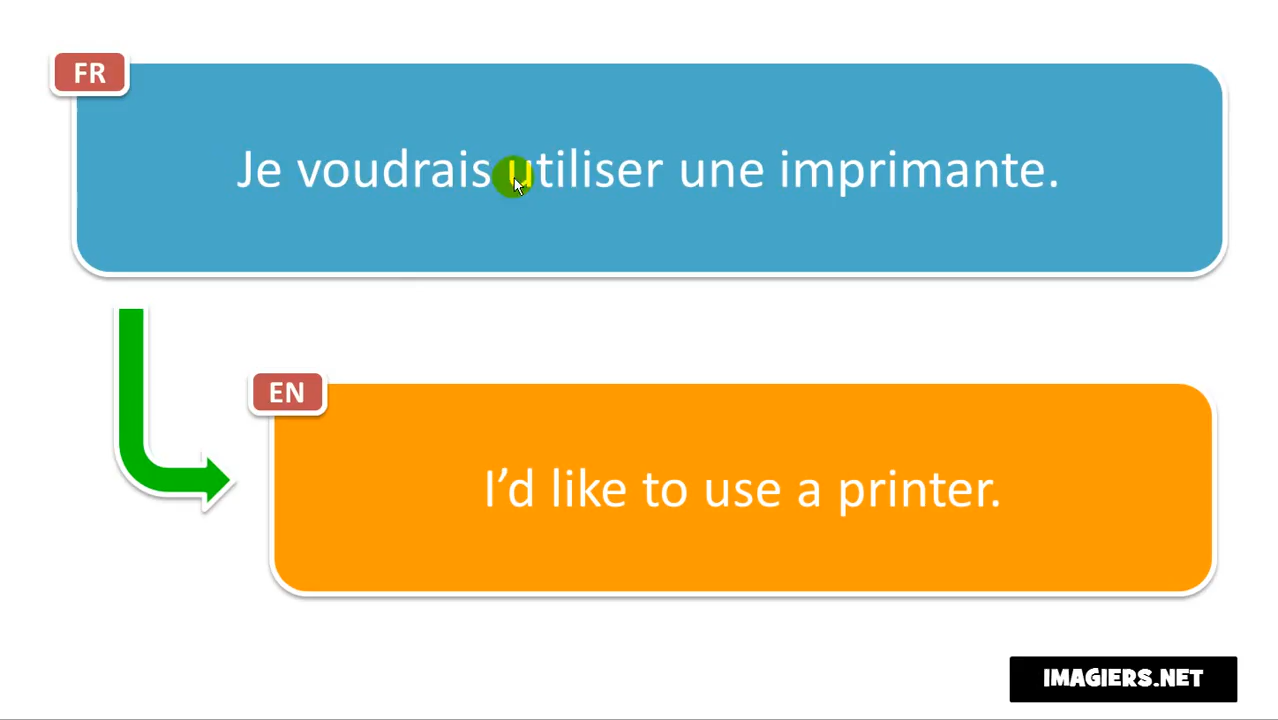 FR
Je voudrais utiliser une imprimante.
EN
I’d like to use a printer.
IMAGIERS.NET